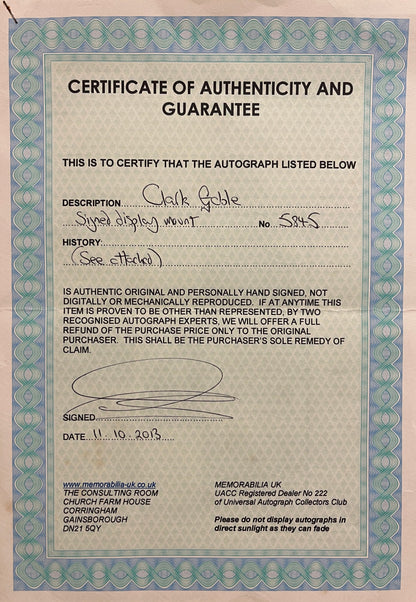 CERTIFICATE OF AUTHENTICITY AND
GUARANTEE
THIS IS TO CERTIFY THAT THE AUTOGRAPH LISTED BELOW
DESCRIPTION Clark Gable
Signed display mount No 5845
HISTORY:
(See attached)
IS AUTHENTIC ORIGINAL AND PERSONALLY HAND SIGNED, NOT
DIGITALLY OR MECHANICALLY REPRODUCED. IF AT ANYTIME THIS
ITEM IS PROVEN TO BE OTHER THAN REPRESENTED, BY TWO
RECOGNISED AUTOGRAPH EXPERTS, WE WILL OFFER A FULL
REFUND OF THE PURCHASE PRICE ONLY TO THE ORIGINAL
PURCHASER. THIS SHALL BE THE PURCHASER'S SOLE REMEDY OF
CLAIM.
SIGNED
DATE 11.10.2013
www.memorabilia-uk.co.uk
THE CONSULTING ROOM
CHURCH FARM HOUSE
CORRINGHAM
GAINSBOROUGH
DN21 5QY
MEMORABILIA UK
UACC Registered Dealer No 222
of Universal Autograph Collectors Club
Please do not display autographs in
direct sunlight as they can fade